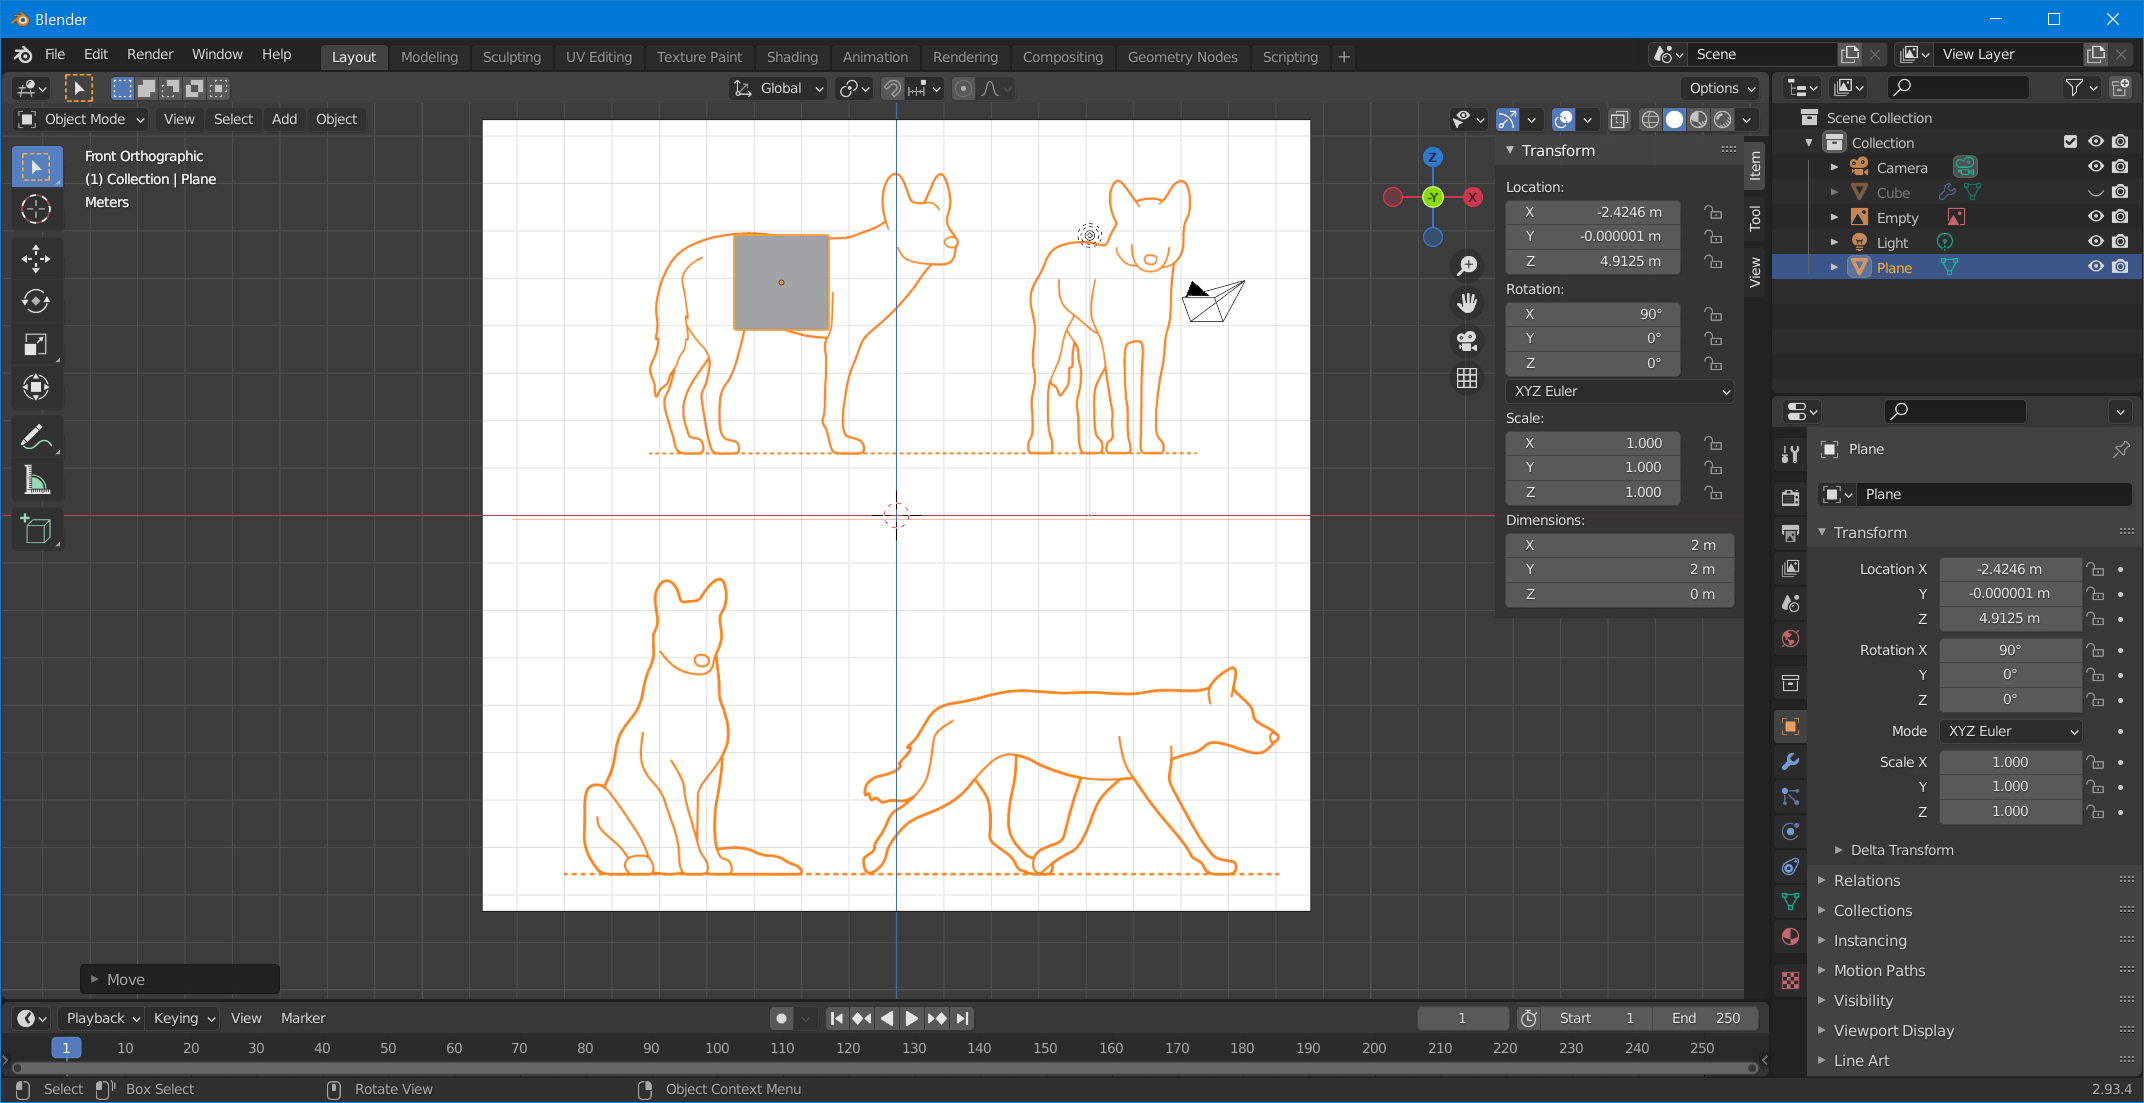 Blender
File Edit Render Window Help
Layout Modeling Sculpting UV Editing Texture Paint Shading Animation Rendering Compositing Geometry Nodes Scripting +
Scene
View Layer
Global
Options
Object Mode View Select Add Object
Front Orthographic
(1) Collection | Plane
Meters
Z
-Y
X
Transform
Location:
X -2.4246 m
Y -0.000001 m
Z 4.9125 m
Rotation:
X 90°
Y 0°
Z 0°
XYZ Euler
Scale:
X 1.000
Y 1.000
Z 1.000
Dimensions:
X 2 m
Y 2 m
Z 0 m
Item
Tool
View
Scene Collection
Collection
Camera
Cube
Empty
Light
Plane
Plane
Plane
Transform
Location X -2.4246 m
Y -0.000001 m
Z 4.9125 m
Rotation X 90°
Y 0°
Z 0°
Mode XYZ Euler
Scale X 1.000
Y 1.000
Z 1.000
Delta Transform
Relations
Collections
Instancing
Motion Paths
Visibility
Viewport Display
Line Art
Move
Playback Keying View Marker
1
Start 1
End 250
1 10 20 30 40 50 60 70 80 90 100 110 120 130 140 150 160 170 180 190 200 210 220 230 240 250
Select Box Select Rotate View Object Context Menu
2.93.4